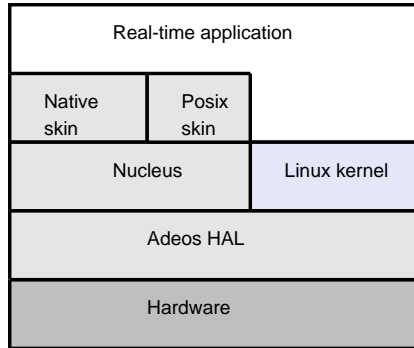 Real-time application
Native skin
Posix skin
Nucleus
Linux kernel
Adeos HAL
Hardware